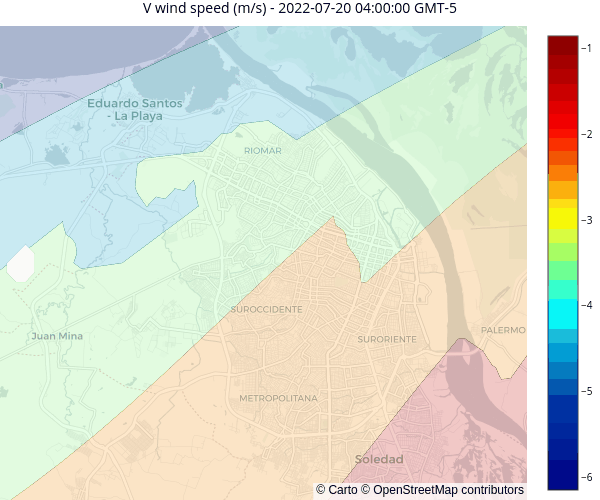 V wind speed (m/s) - 2022-07-20 04:00:00 GMT-5
Eduardo Santos
- La Playa
RIOMAR
SUROCCIDENTE
Juan Mina
SURORIENTE
PALERMO
METROPOLITANA
Soledad
© Carto © OpenStreetMap contributors
−1
−2
−3
−4
−5
−6